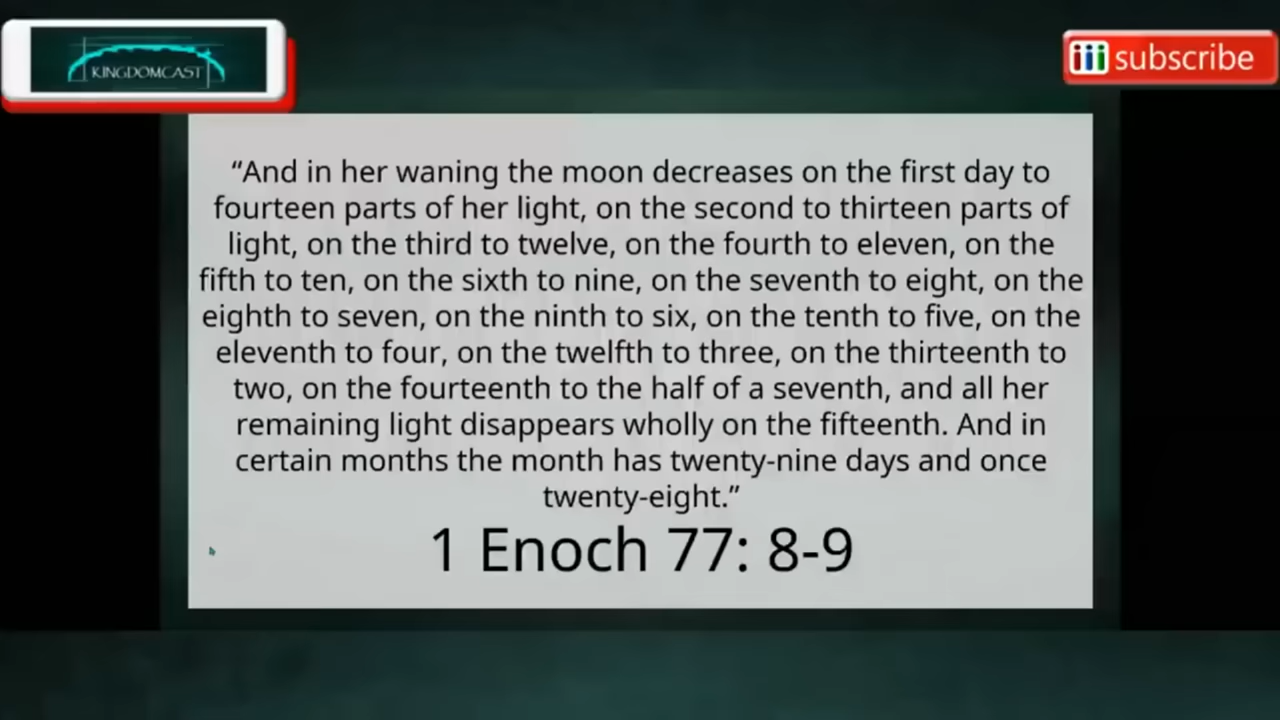 KINGDOMCAST
subscribe
“And in her waning the moon decreases on the first day to
fourteen parts of her light, on the second to thirteen parts of
light, on the third to twelve, on the fourth to eleven, on the
fifth to ten, on the sixth to nine, on the seventh to eight, on the
eighth to seven, on the ninth to six, on the tenth to five, on the
eleventh to four, on the twelfth to three, on the thirteenth to
two, on the fourteenth to the half of a seventh, and all her
remaining light disappears wholly on the fifteenth. And in
certain months the month has twenty-nine days and once
twenty-eight.”
1 Enoch 77: 8-9